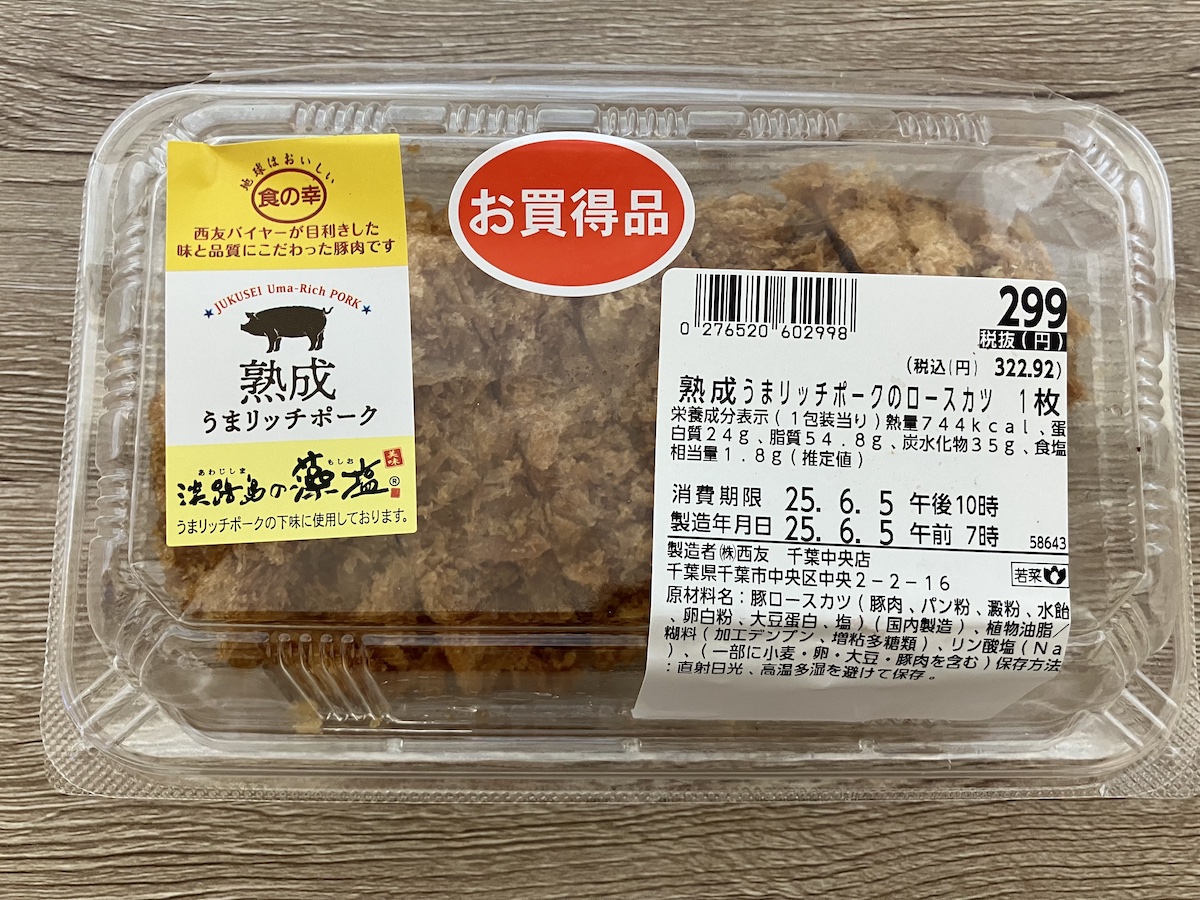 地球はおいしい
食の幸
西友バイヤーが目利きした
味と品質にこだわった豚肉です
JUKUSEI Uma-Rich PORK
熟成
うまリッチポーク
あわじしま もしお
淡路島の藻塩®
美味
うまリッチポークの下味に使用しております。
お買得品
0 276520 602998
299
税抜(円)
(税込(円) 322.92)
熟成うまリッチポークのロースカツ 1枚
栄養成分表示(1包装当り)熱量744kcal、蛋
白質24g、脂質54.8g、炭水化物35g、食塩
相当量1.8g(推定値)
消費期限 25. 6. 5 午後10時
製造年月日 25. 6. 5 午前 7時
58643
製造者㈱西友 千葉中央店
千葉県千葉市中央区中央2-2-16
若菜
原材料名:豚ロースカツ(豚肉、パン粉、澱粉、水飴
、卵白粉、大豆蛋白、塩)(国内製造)、植物油脂/
糊料(加工デンプン、増粘多糖類)、リン酸塩(Na
)、(一部に小麦・卵・大豆・豚肉を含む)保存方法
:直射日光、高温多湿を避けて保存。